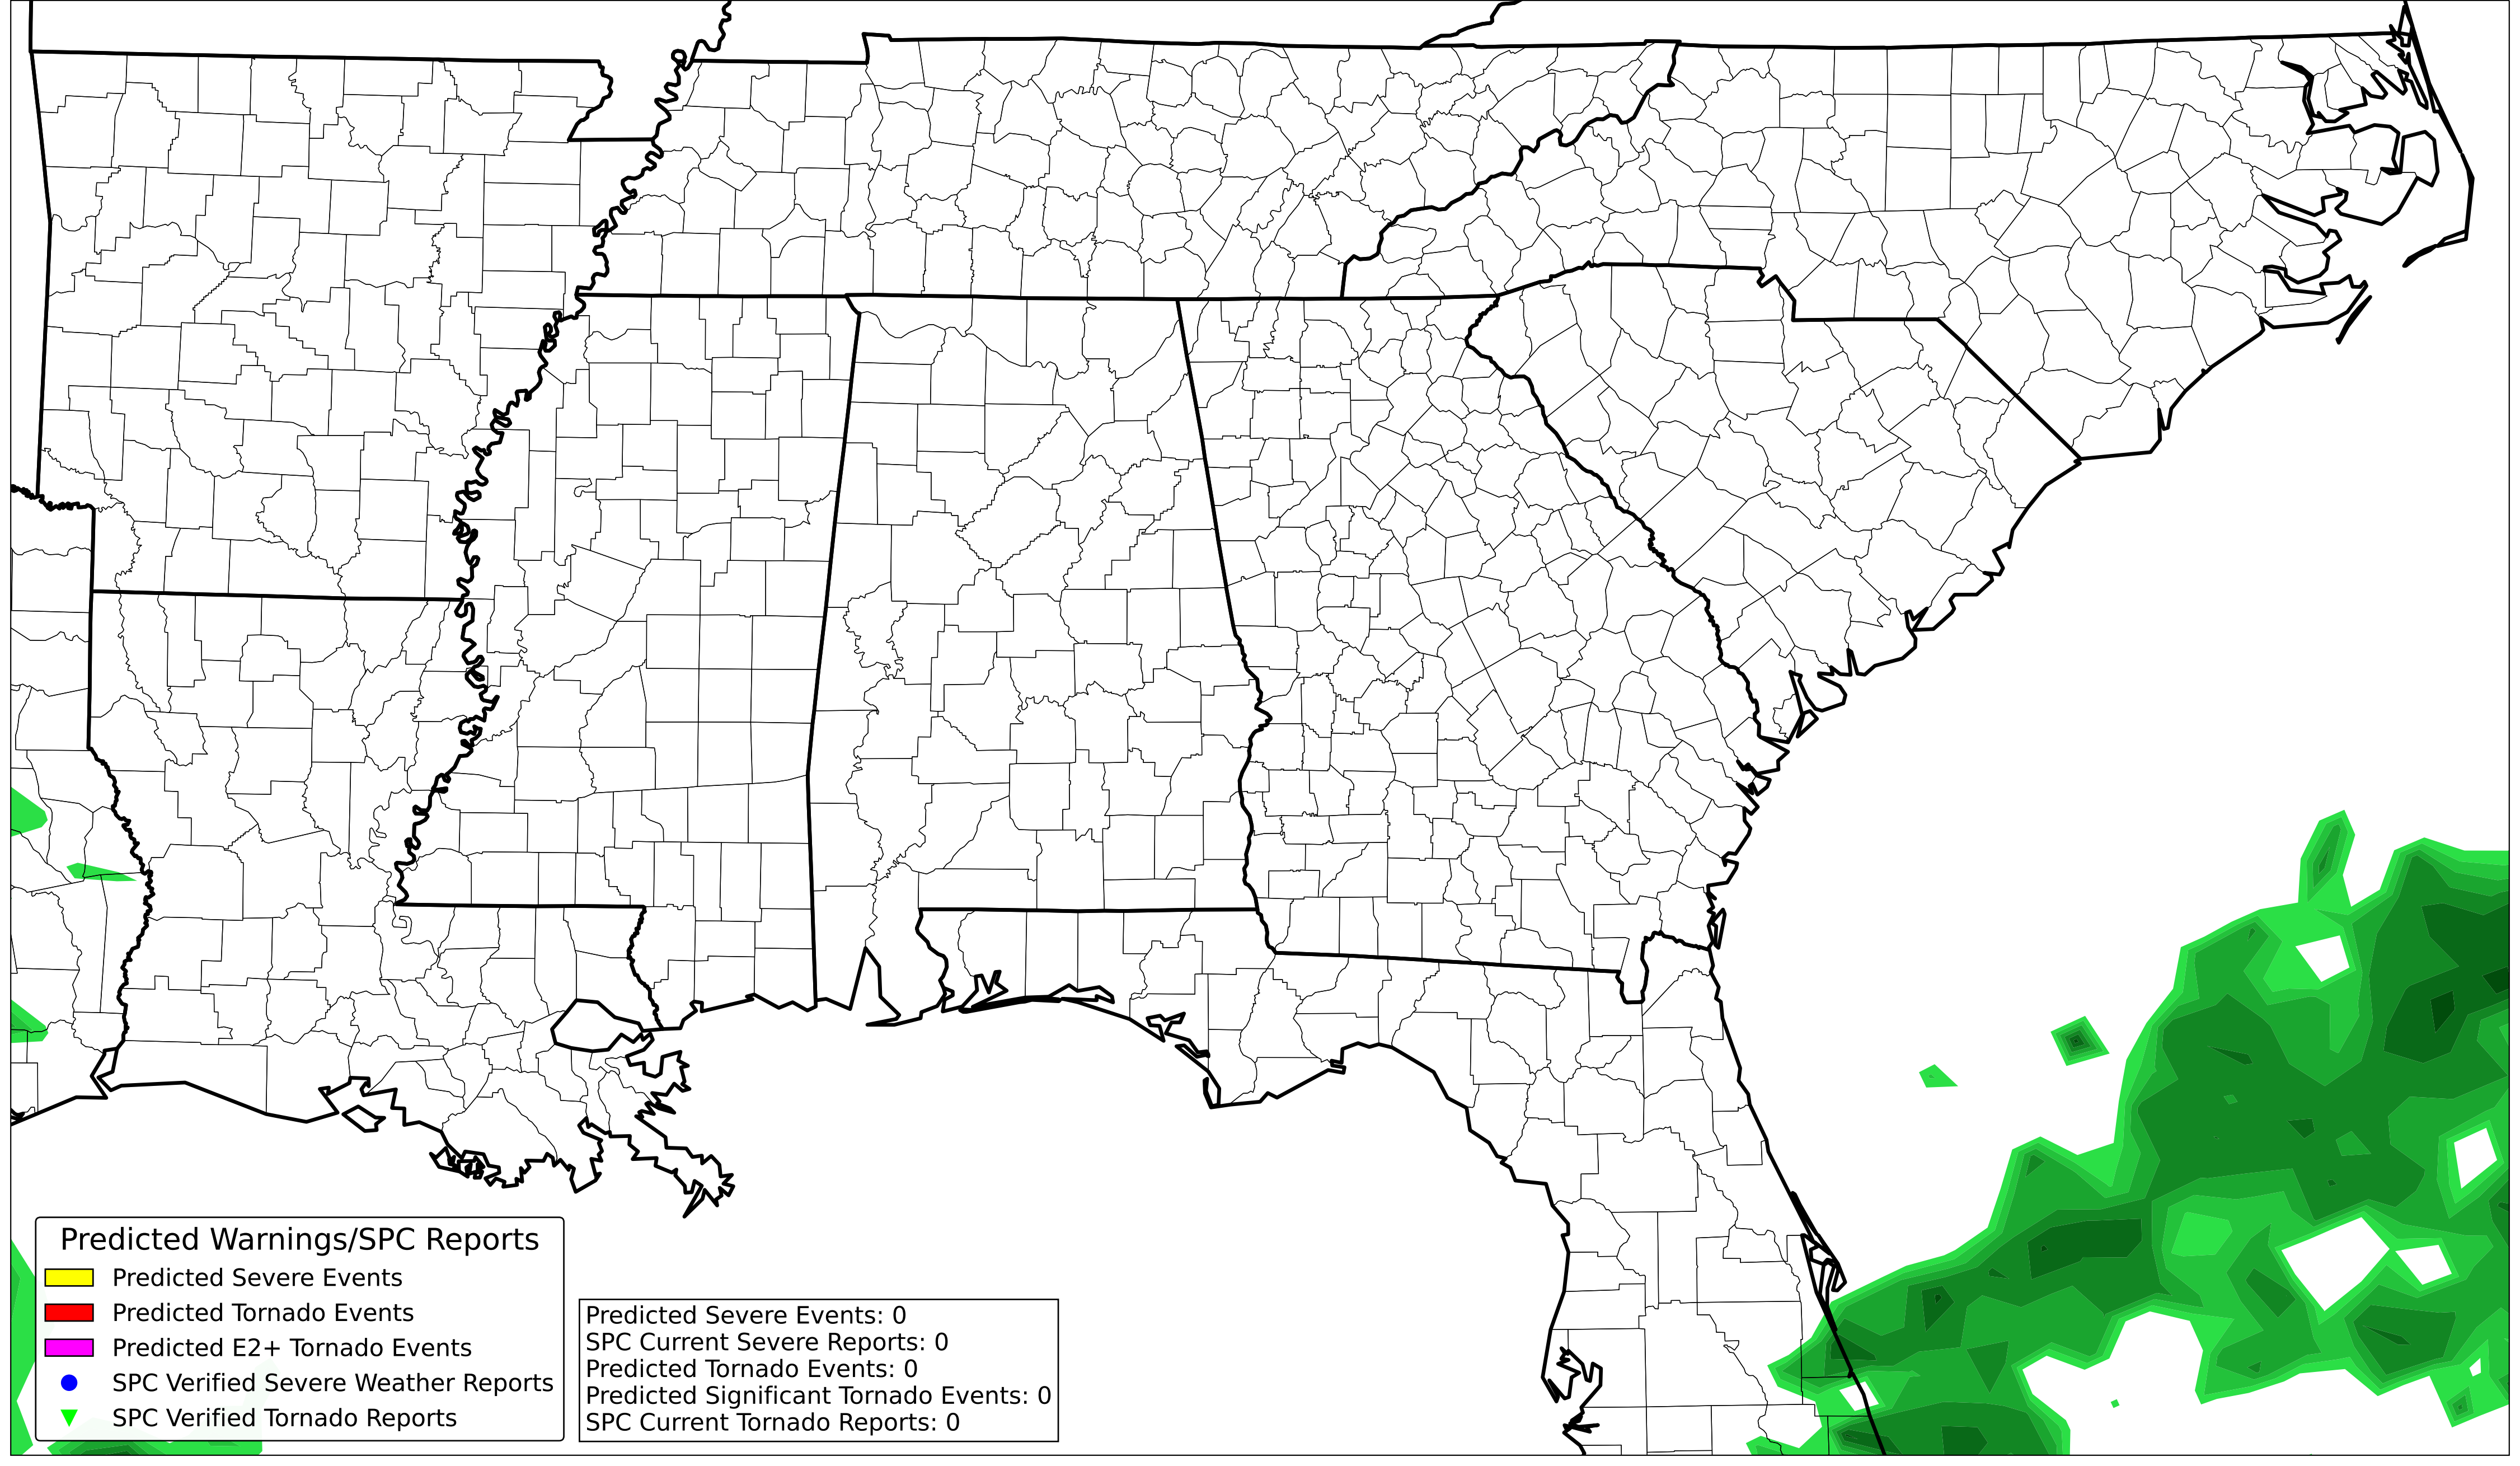 Predicted Warnings/SPC Reports
Predicted Severe Events
Predicted Tornado Events
Predicted E2+ Tornado Events
SPC Verified Severe Weather Reports
SPC Verified Tornado Reports
Predicted Severe Events: 0
SPC Current Severe Reports: 0
Predicted Tornado Events: 0
Predicted Significant Tornado Events: 0
SPC Current Tornado Reports: 0